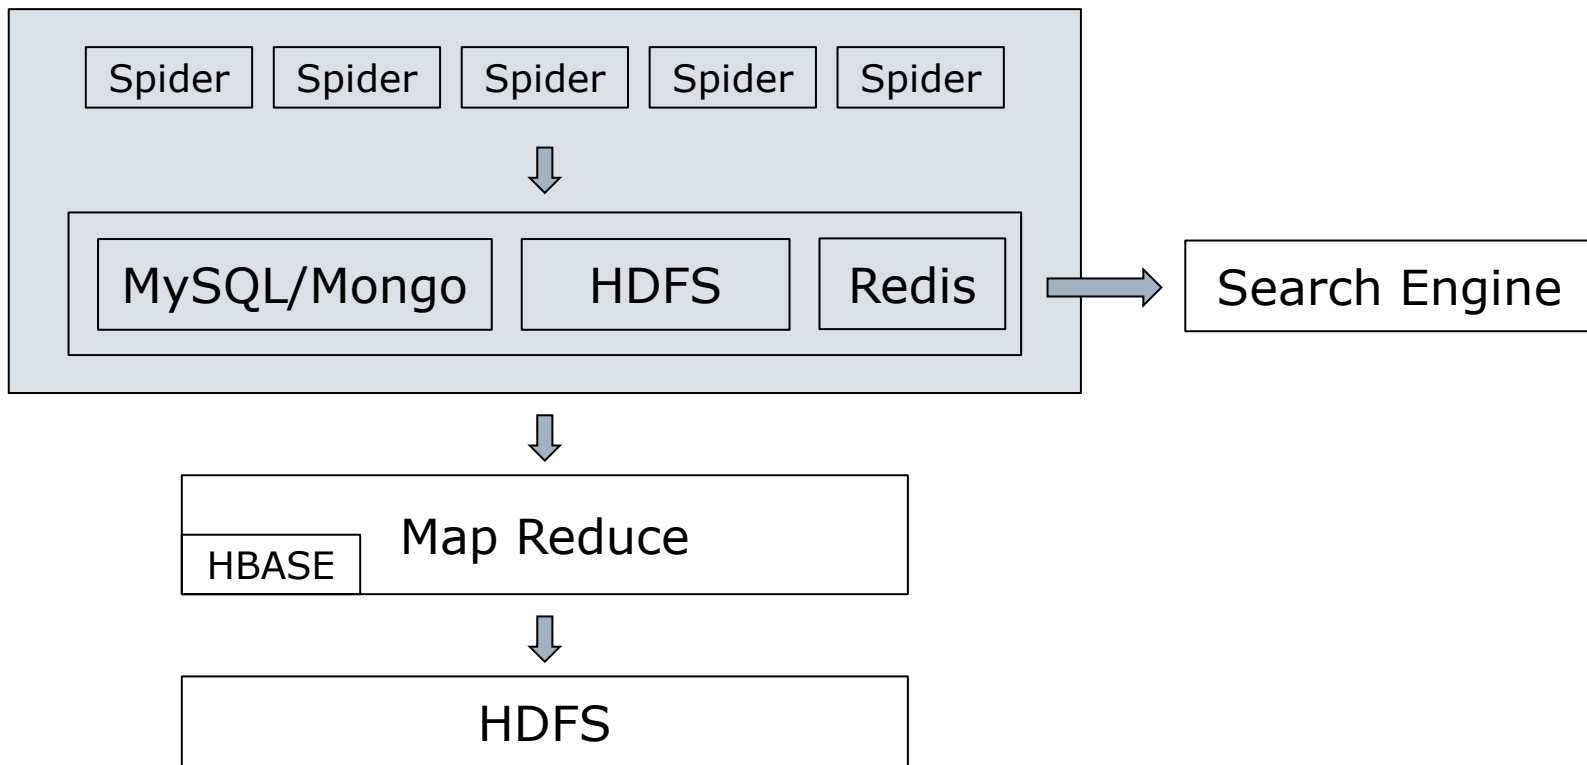 Spider Spider Spider Spider Spider
MySQL/Mongo HDFS Redis
Search Engine
Map Reduce
HBASE
HDFS